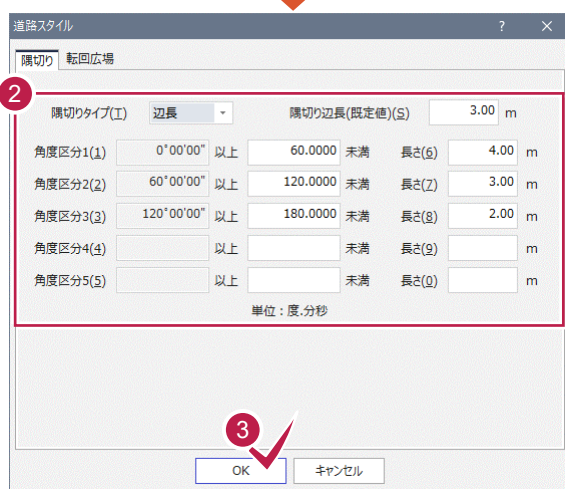 道路スタイル ? ×
隅切り 転回広場
2
隅切りタイプ(T) 辺長 隅切り辺長(既定値)(S) 3.00 m
角度区分1(1) 0°00'00" 以上 60.0000 未満 長さ(6) 4.00 m
角度区分2(2) 60°00'00" 以上 120.0000 未満 長さ(7) 3.00 m
角度区分3(3) 120°00'00" 以上 180.0000 未満 長さ(8) 2.00 m
角度区分4(4) 以上 未満 長さ(9) m
角度区分5(5) 以上 未満 長さ(0) m
単位：度.分秒
3
OK キャンセル